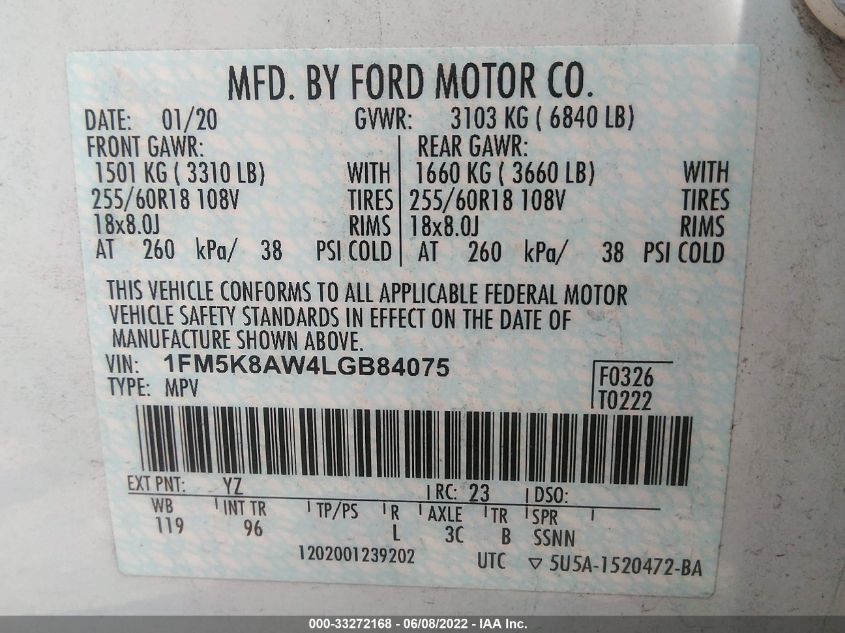 MFD. BY FORD MOTOR CO.
DATE: 01/20 GVWR: 3103 KG ( 6840 LB)
FRONT GAWR: REAR GAWR:
1501 KG ( 3310 LB) WITH 1660 KG ( 3660 LB) WITH
255/60R18 108V TIRES 255/60R18 108V TIRES
18x8.0J RIMS 18x8.0J RIMS
AT 260 kPa/ 38 PSI COLD AT 260 kPa/ 38 PSI COLD
THIS VEHICLE CONFORMS TO ALL APPLICABLE FEDERAL MOTOR
VEHICLE SAFETY STANDARDS IN EFFECT ON THE DATE OF
MANUFACTURE SHOWN ABOVE.
VIN: 1FM5K8AW4LGB84075 F0326
TYPE: MPV T0222
EXT PNT: YZ RC: 23 DSO:
WB INT TR TP/PS R AXLE TR SPR
119 96 L 3C B SSNN
1202001239202 UTC ▽ 5U5A-1520472-BA
000-33272168 - 06/08/2022 - IAA Inc.